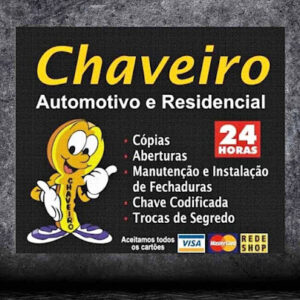 Chaveiro
Automotivo e Residencial
24
HORAS
• Cópias
• Aberturas
• Manutenção e Instalação
de Fechaduras
• Chave Codificada
• Trocas de Segredo
CHAVEIRO
Aceitamos todos
os cartões
VISA
MasterCard
REDE
SHOP